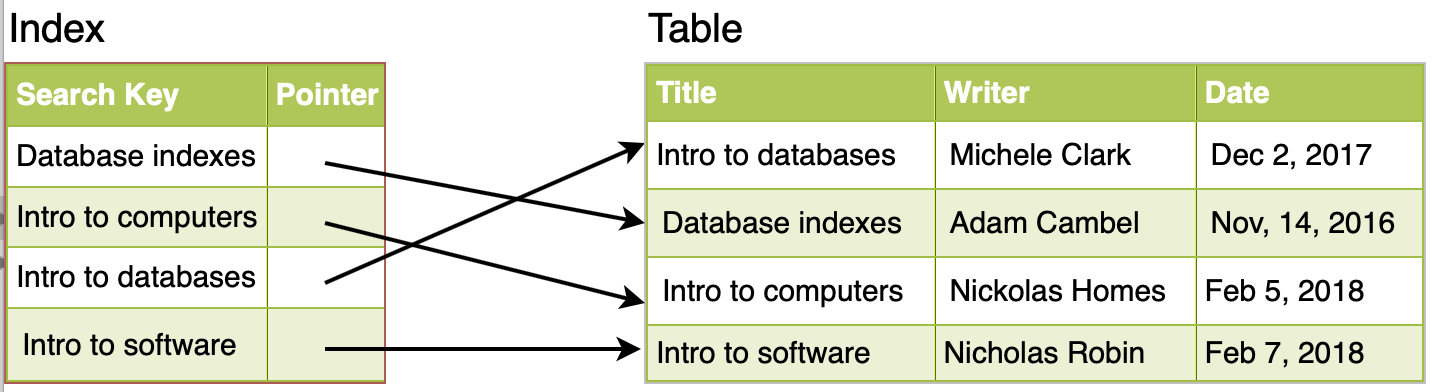 Index
Search Key Pointer
Database indexes
Intro to computers
Intro to databases
Intro to software
Table
Title Writer Date
Intro to databases Michele Clark Dec 2, 2017
Database indexes Adam Cambel Nov, 14, 2016
Intro to computers Nickolas Homes Feb 5, 2018
Intro to software Nicholas Robin Feb 7, 2018